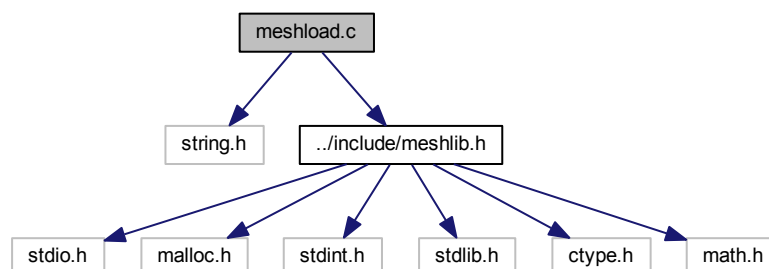 meshload.c
string.h
../include/meshlib.h
stdio.h
malloc.h
stdint.h
stdlib.h
ctype.h
math.h